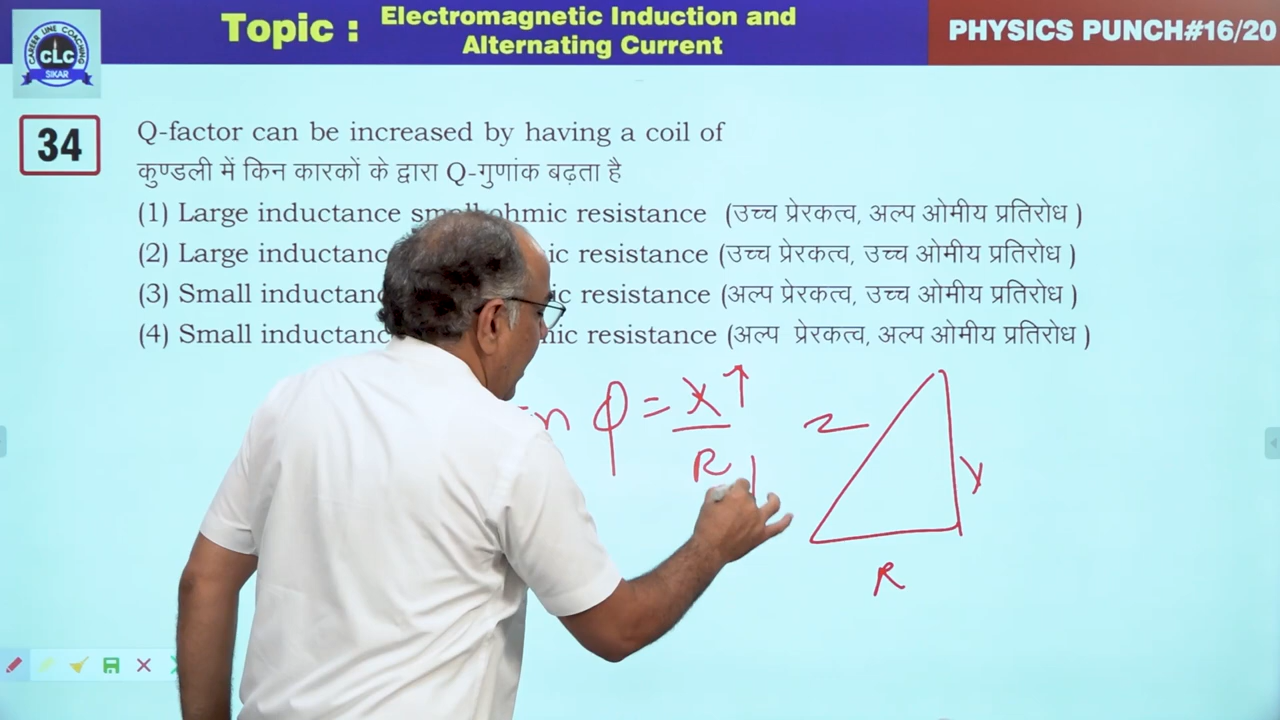 Topic :
Electromagnetic Induction and
Alternating Current
PHYSICS PUNCH#16/20
CAREER LINE COACHING
CLC
SIKAR
34
Q-factor can be increased by having a coil of
कुण्डली में किन कारकों के द्वारा Q-गुणांक बढ़ता है
(1) Large inductance ohmic resistance (उच्च प्रेरकत्व, अल्प ओमीय प्रतिरोध )
(2) Large resistance (उच्च प्रेरकत्व, उच्च ओमीय प्रतिरोध )
(3) Small resistance (अल्प प्रेरकत्व, उच्च ओमीय प्रतिरोध )
(4) Small resistance (अल्प प्रेरकत्व, अल्प ओमीय प्रतिरोध )
φ = X↑
R
Z
X
R